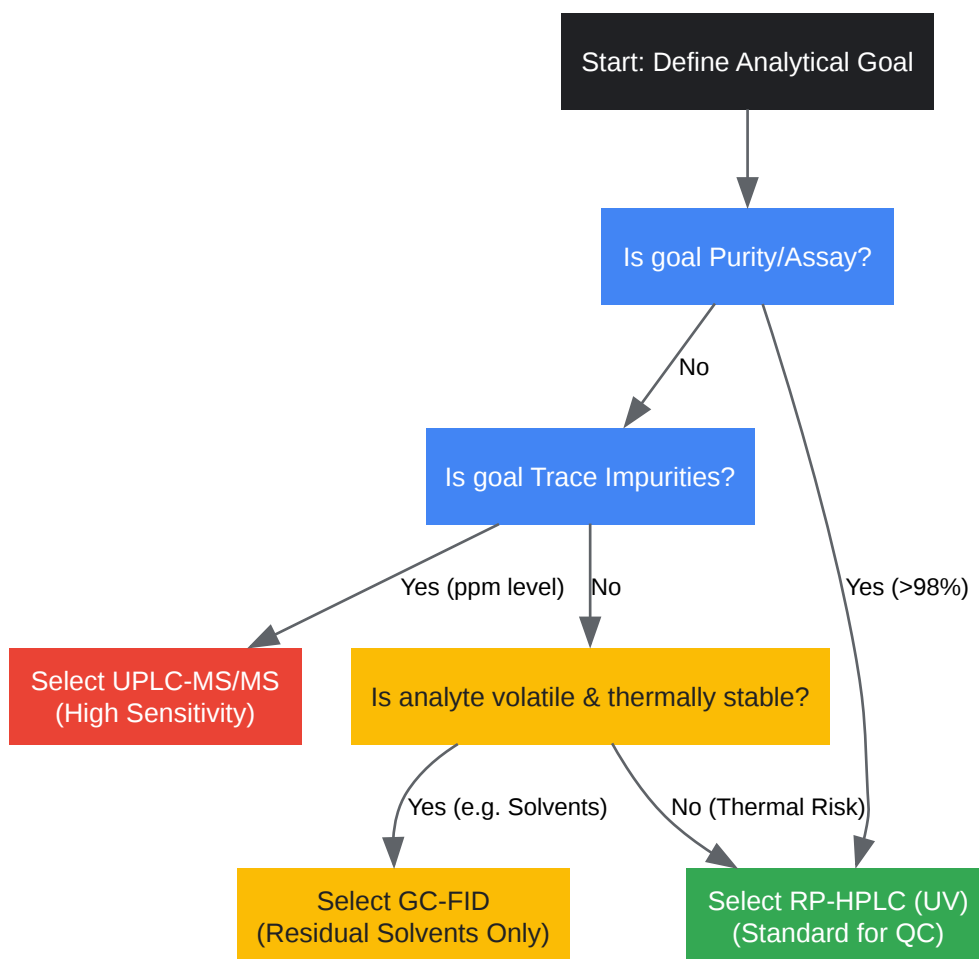 Start: Define Analytical Goal
Is goal Purity/Assay?
No
Is goal Trace Impurities?
Yes (ppm level)
No
Yes (>98%)
Select UPLC-MS/MS
(High Sensitivity)
Is analyte volatile & thermally stable?
Yes (e.g. Solvents)
No (Thermal Risk)
Select GC-FID
(Residual Solvents Only)
Select RP-HPLC (UV)
(Standard for QC)